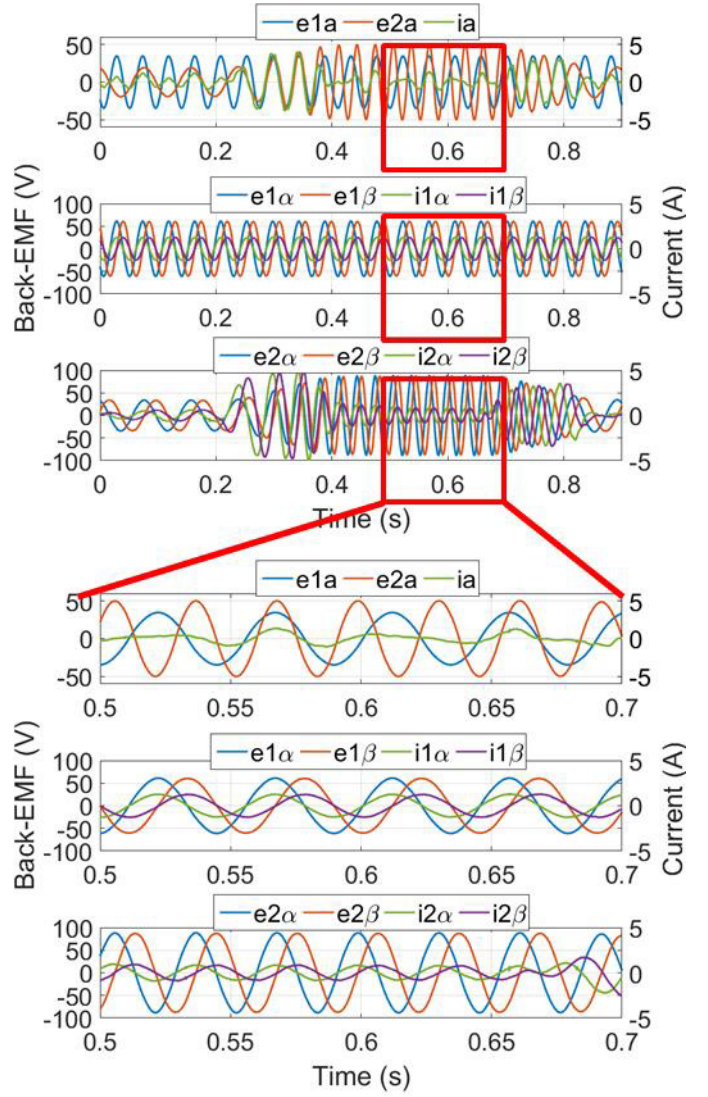 e1a e2a ia
50 5
0 0
-50 -5
0 0.2 0.4 0.6 0.8
e1α e1β i1α i1β
100 5
50
0 0
-50
-100 -5
0 0.2 0.4 0.6 0.8
Back-EMF (V)
Current (A)
e2α e2β i2α i2β
100 5
50
0 0
-50
-100 -5
0 0.2 0.4 0.6 0.8
Time (s)
e1a e2a ia
50 5
0 0
-50 -5
0.5 0.55 0.6 0.65 0.7
e1α e1β i1α i1β
100 5
50
0 0
-50
-100 -5
0.5 0.55 0.6 0.65 0.7
Back-EMF (V)
Current (A)
e2α e2β i2α i2β
100 5
50
0 0
-50
-100 -5
0.5 0.55 0.6 0.65 0.7
Time (s)